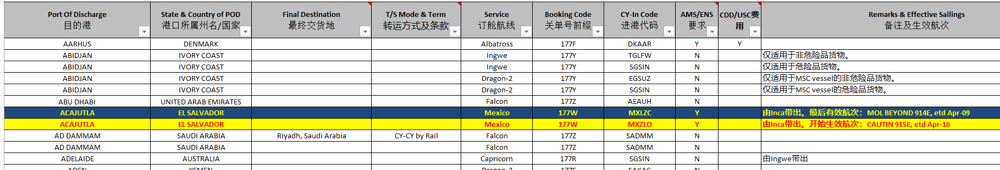 Port Of Discharge 目的港 State & Country of POD 港口所属州名/国家 Final Destination 最终交货地 T/S Mode & Term 转运方式及条款 Service 订舱航线 Booking Code 关单号前缀 CY-In Code 进港代码 AMS/ENS 要求 CDD/USC费用 Remarks & Effective Sailings 备注及生效航次
AARHUS DENMARK Albatross 177F DKAAR Y Y
ABIDJAN IVORY COAST Ingwe 177Y TGLFW N 仅适用于非危险品货物。
ABIDJAN IVORY COAST Ingwe 177Y SGSIN N 仅适用于危险品货物。
ABIDJAN IVORY COAST Dragon-2 177Y EGSUZ N 仅适用于MSC vessel的非危险品货物。
ABIDJAN IVORY COAST Dragon-2 177Y SGSIN N 仅适用于MSC vessel的危险品货物。
ABU DHABI UNITED ARAB EMIRATES Falcon 177Z AEAUH N
ACAJUTLA EL SALVADOR Mexico 177W MXLZC Y 由Inca带出。最后有效航次：MOL BEYOND 914E, etd Apr-09
ACAJUTLA EL SALVADOR Mexico 177W MXZLO Y 由Inca带出。开始生效航次：CAUTIN 915E, etd Apr-16
AD DAMMAM SAUDI ARABIA Riyadh, Saudi Arabia CY-CY by Rail Falcon 177Z SADMM N
AD DAMMAM SAUDI ARABIA Falcon 177Z SADMM N
ADELAIDE AUSTRALIA Capricorn 177R SGSIN N 由Ingwe带出